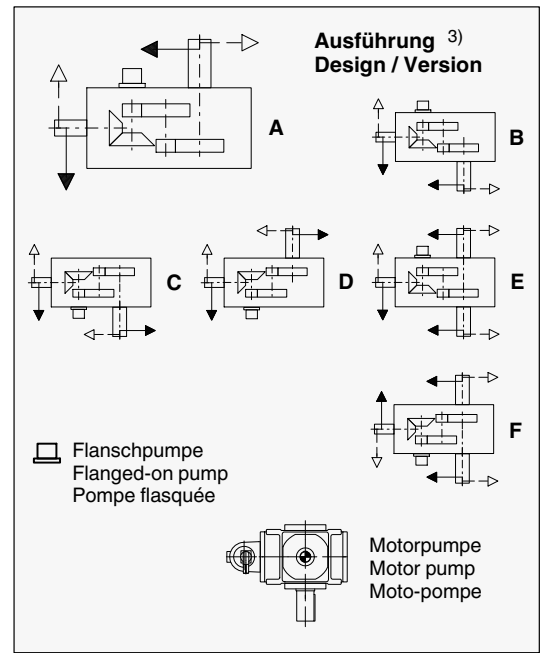 Ausführung 3)
Design / Version
A
B
C
D
E
F
Flanschpumpe
Flanged-on pump
Pompe flasquée
Motorpumpe
Motor pump
Moto-pompe